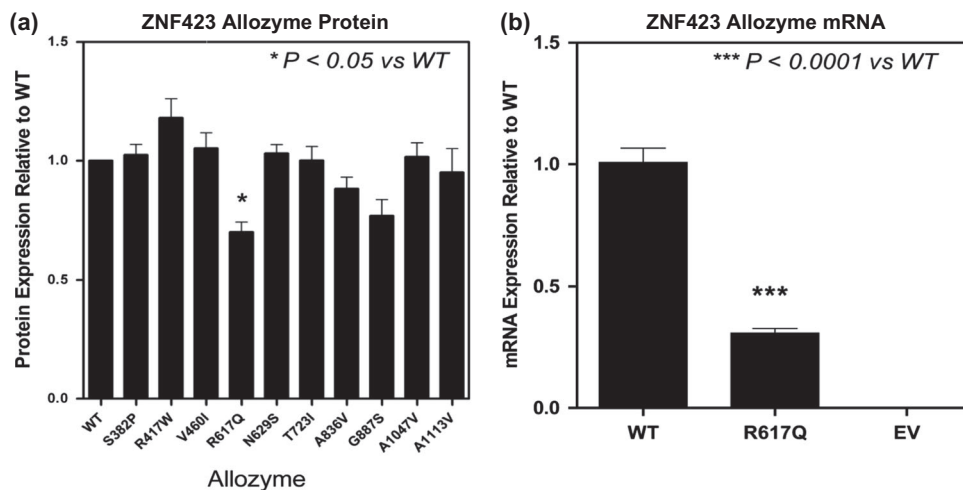 (a)
ZNF423 Allozyme Protein
* P < 0.05 vs WT
Protein Expression Relative to WT
1.5
1.0
0.5
0.0
*
WT
S382P
R417W
V460I
R617Q
N629S
T723I
A836V
G887S
A1047V
A1113V
Allozyme
(b)
ZNF423 Allozyme mRNA
*** P < 0.0001 vs WT
mRNA Expression Relative to WT
1.5
1.0
0.5
0.0
***
WT
R617Q
EV